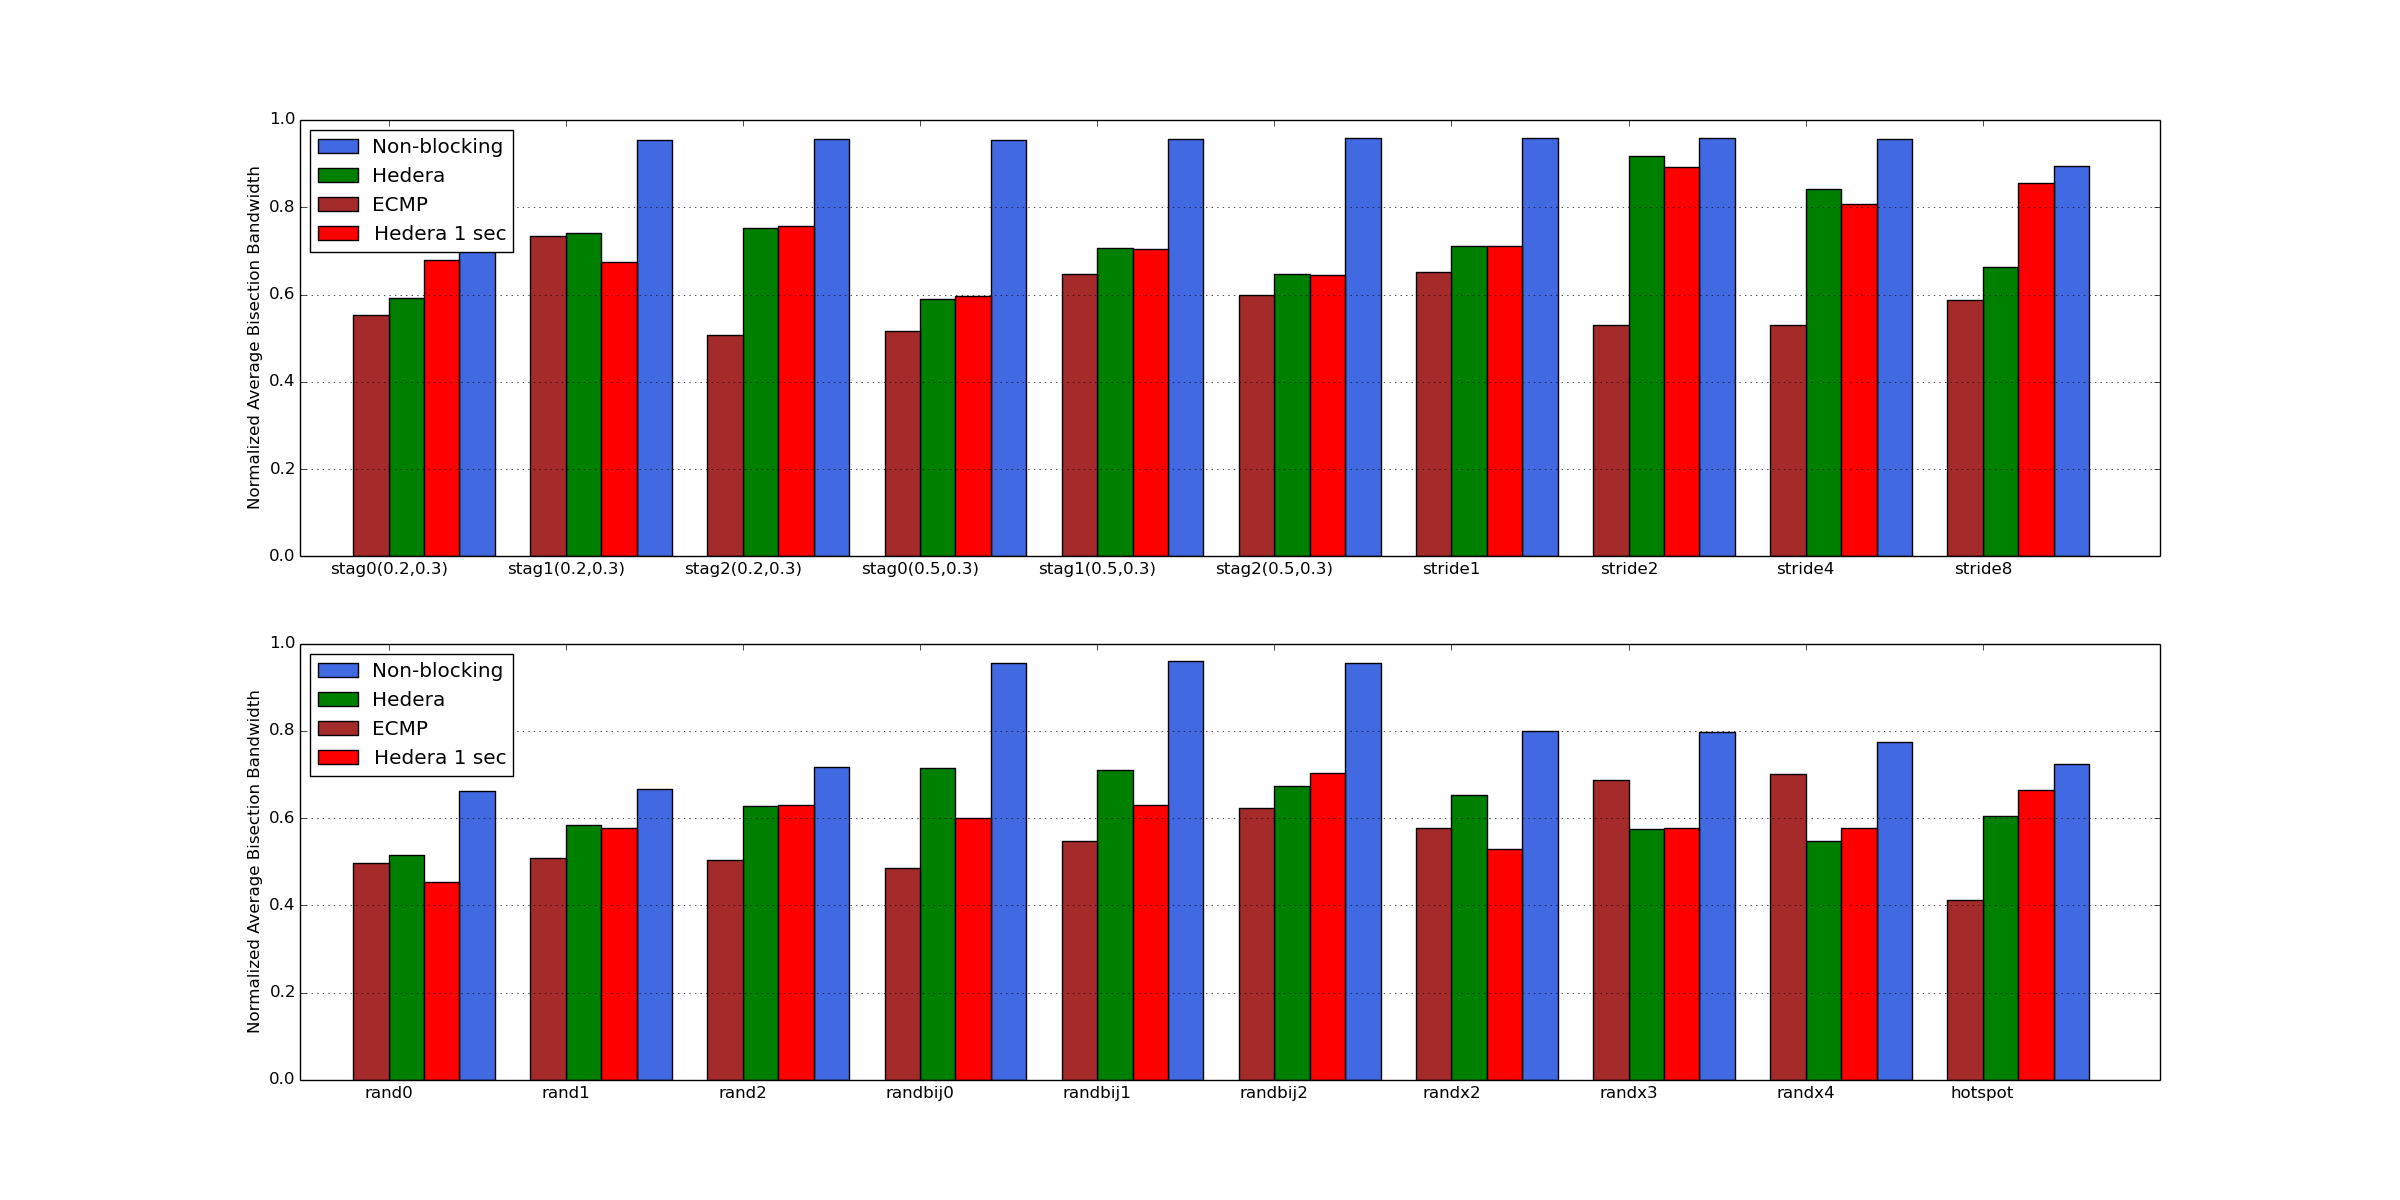 Normalized Average Bisection Bandwidth
1.0
0.8
0.6
0.4
0.2
0.0
Non-blocking
Hedera
ECMP
Hedera 1 sec
stag0(0.2,0.3) stag1(0.2,0.3) stag2(0.2,0.3) stag0(0.5,0.3) stag1(0.5,0.3) stag2(0.5,0.3) stride1 stride2 stride4 stride8
Normalized Average Bisection Bandwidth
1.0
0.8
0.6
0.4
0.2
0.0
Non-blocking
Hedera
ECMP
Hedera 1 sec
rand0 rand1 rand2 randbij0 randbij1 randbij2 randx2 randx3 randx4 hotspot